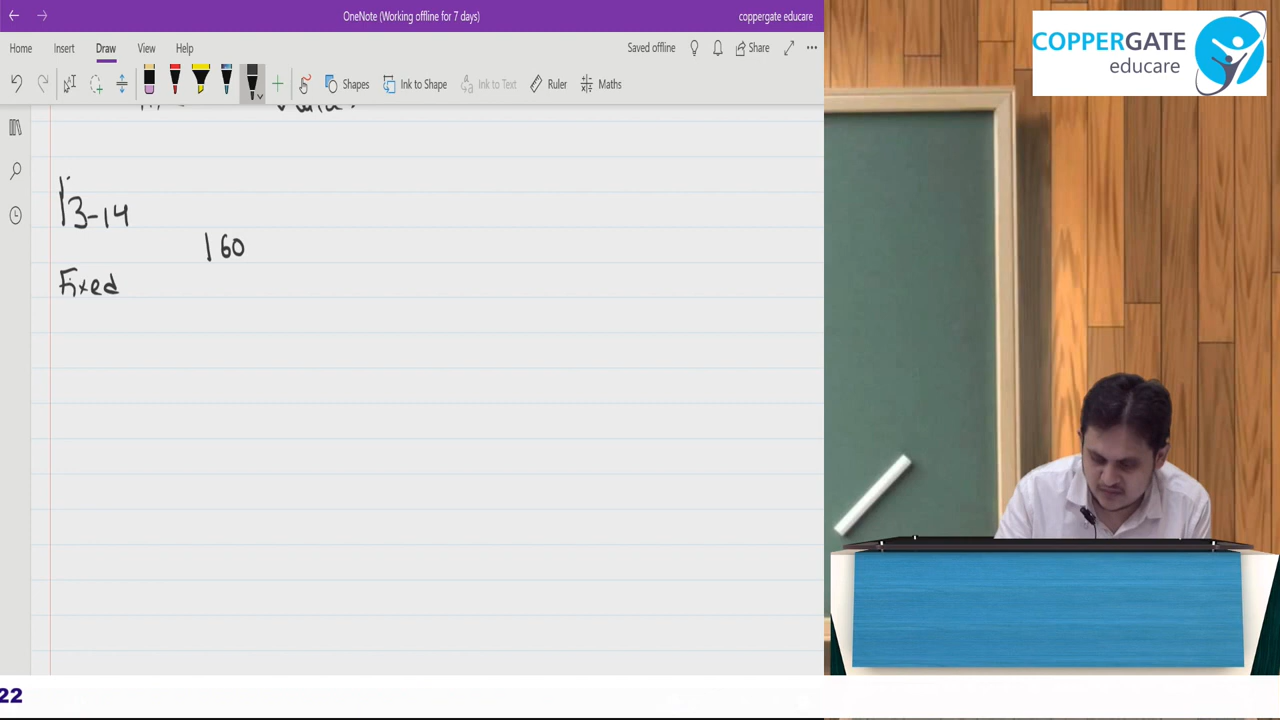 OneNote (Working offline for 7 days)
coppergate educare
Home Insert Draw View Help
Saved offline
Share
Shapes
Ink to Shape
Ink to Text
Ruler
Maths
COPPERGATE
educare
13-14
160
Fixed
22